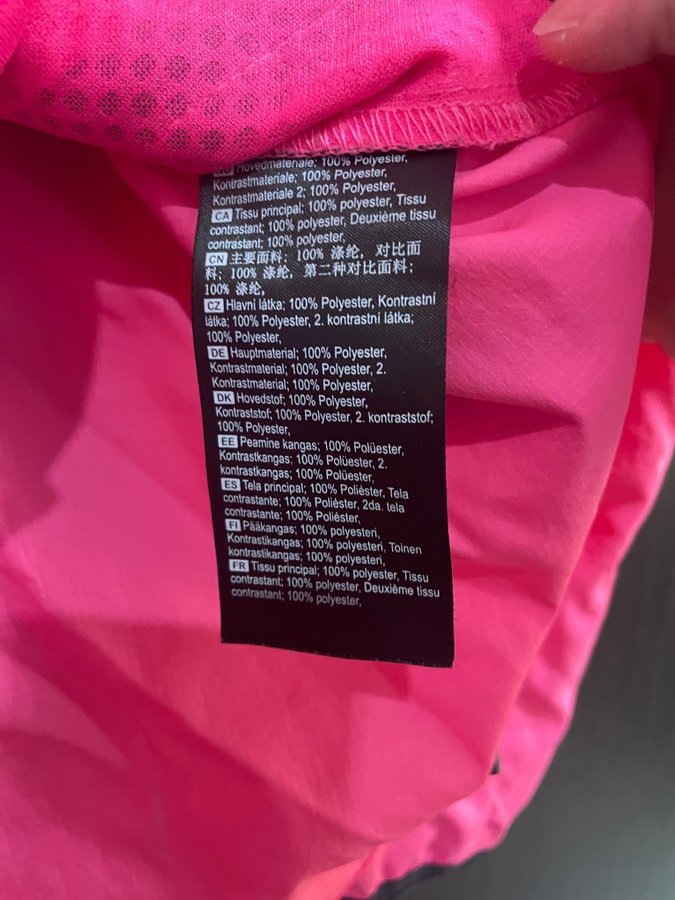 Hovedmateriale; 100% Polyester,
Kontrastmateriale; 100% Polyester,
Kontrastmateriale 2; 100% Polyester,
CA Tissu principal; 100% polyester, Tissu
contrastant; 100% polyester, Deuxième tissu
contrastant; 100% polyester,
CN 主要面料; 100% 涤纶, 对比面
料; 100% 涤纶, 第二种对比面料;
100% 涤纶,
CZ Hlavní látka; 100% Polyester, Kontrastní
látka; 100% Polyester, 2. kontrastní látka;
100% Polyester,
DE Hauptmaterial; 100% Polyester,
Kontrastmaterial; 100% Polyester, 2.
Kontrastmaterial; 100% Polyester,
DK Hovedstof; 100% Polyester,
Kontraststof; 100% Polyester, 2. kontraststof;
100% Polyester,
EE Peamine kangas; 100% Polüester,
Kontrastkangas; 100% Polüester, 2.
kontrastkangas; 100% Polüester,
ES Tela principal; 100% Poliéster, Tela
contrastante; 100% Poliéster, 2da. tela
contrastante; 100% Poliéster,
FI Pääkangas; 100% polyesteri,
Kontrastikangas; 100% polyesteri, Toinen
kontrastikangas; 100% polyesteri,
FR Tissu principal; 100% polyester, Tissu
contrastant; 100% polyester, Deuxième tissu
contrastant; 100% polyester,